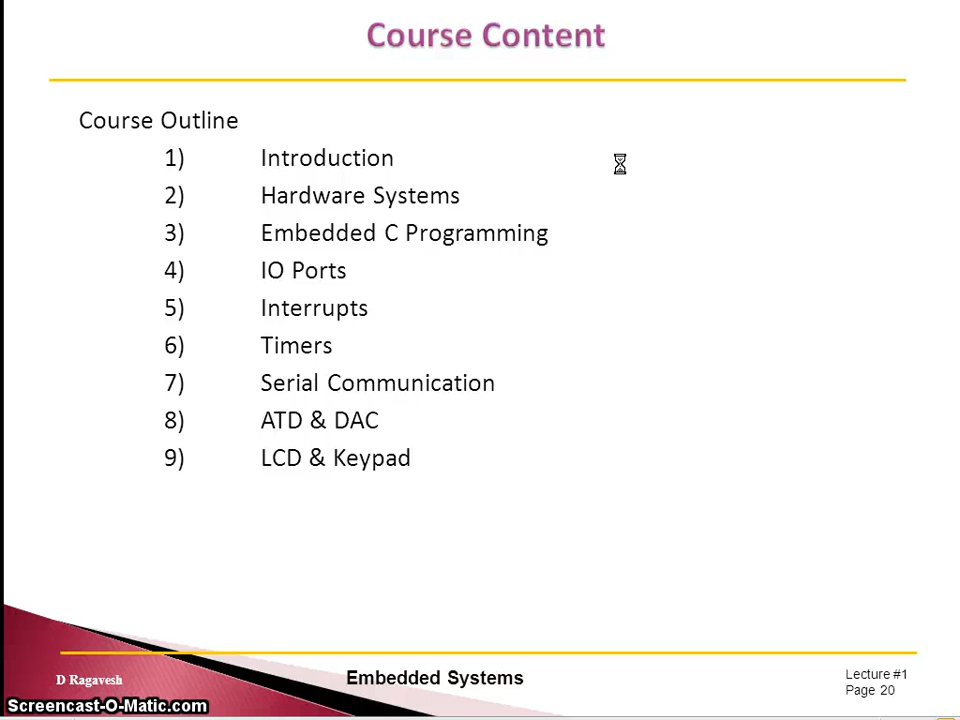 Course Content
Course Outline
1) Introduction
2) Hardware Systems
3) Embedded C Programming
4) IO Ports
5) Interrupts
6) Timers
7) Serial Communication
8) ATD & DAC
9) LCD & Keypad
D Ragavesh
Embedded Systems
Lecture #1
Page 20
Screencast-O-Matic.com